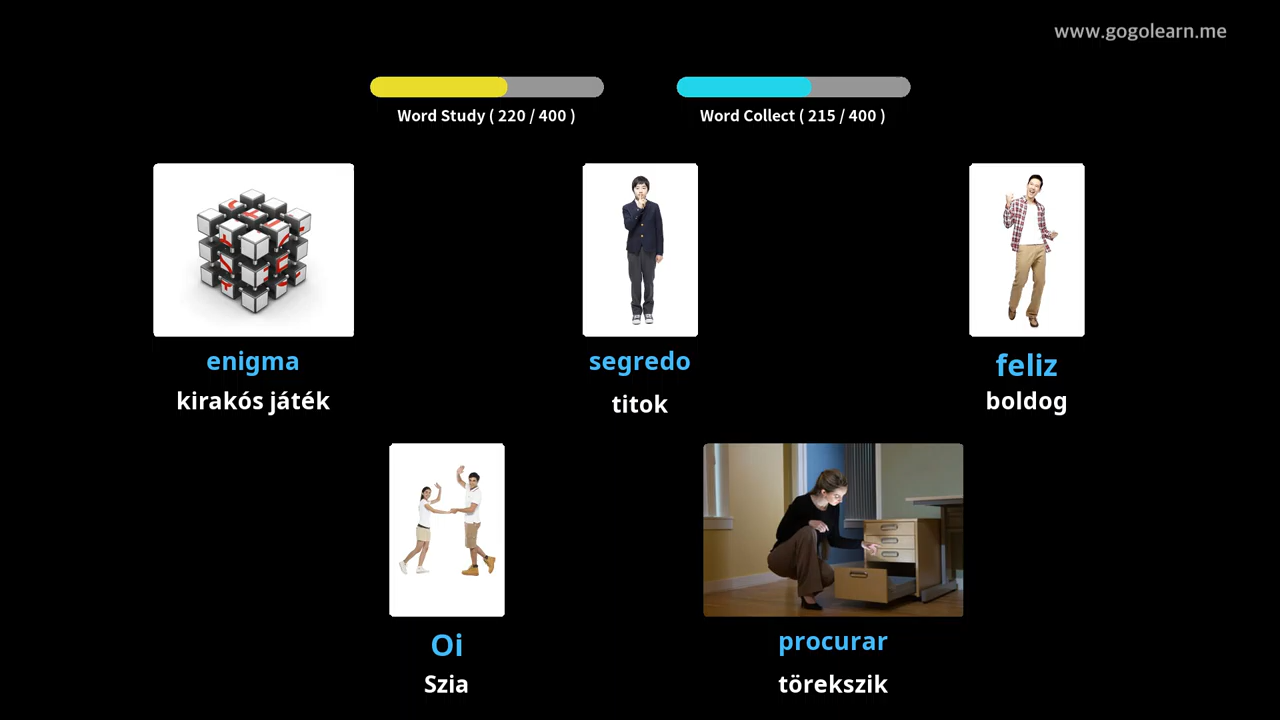 www.gogolearn.me
Word Study ( 220 / 400 )
Word Collect ( 215 / 400 )
enigma
kirakós játék
segredo
titok
feliz
boldog
Oi
Szia
procurar
törekszik